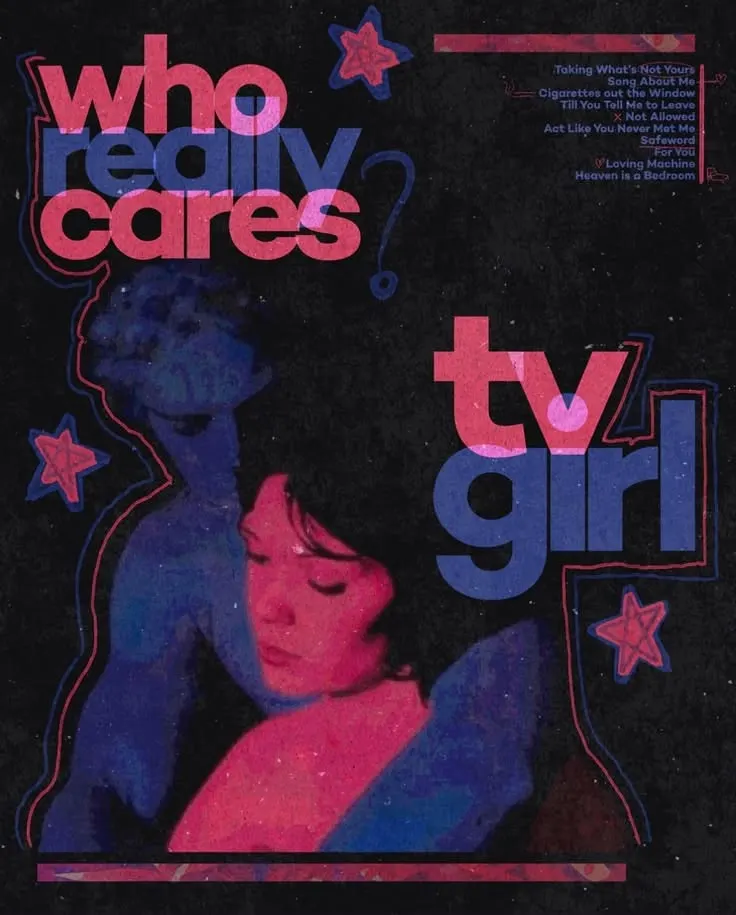 who
really
cares
?
Taking What's Not Yours
Song About Me
Cigarettes out the Window
Till You Tell Me to Leave
Not Allowed
Act Like You Never Met Me
Safeword
For You
Loving Machine
Heaven is a Bedroom
tv
girl